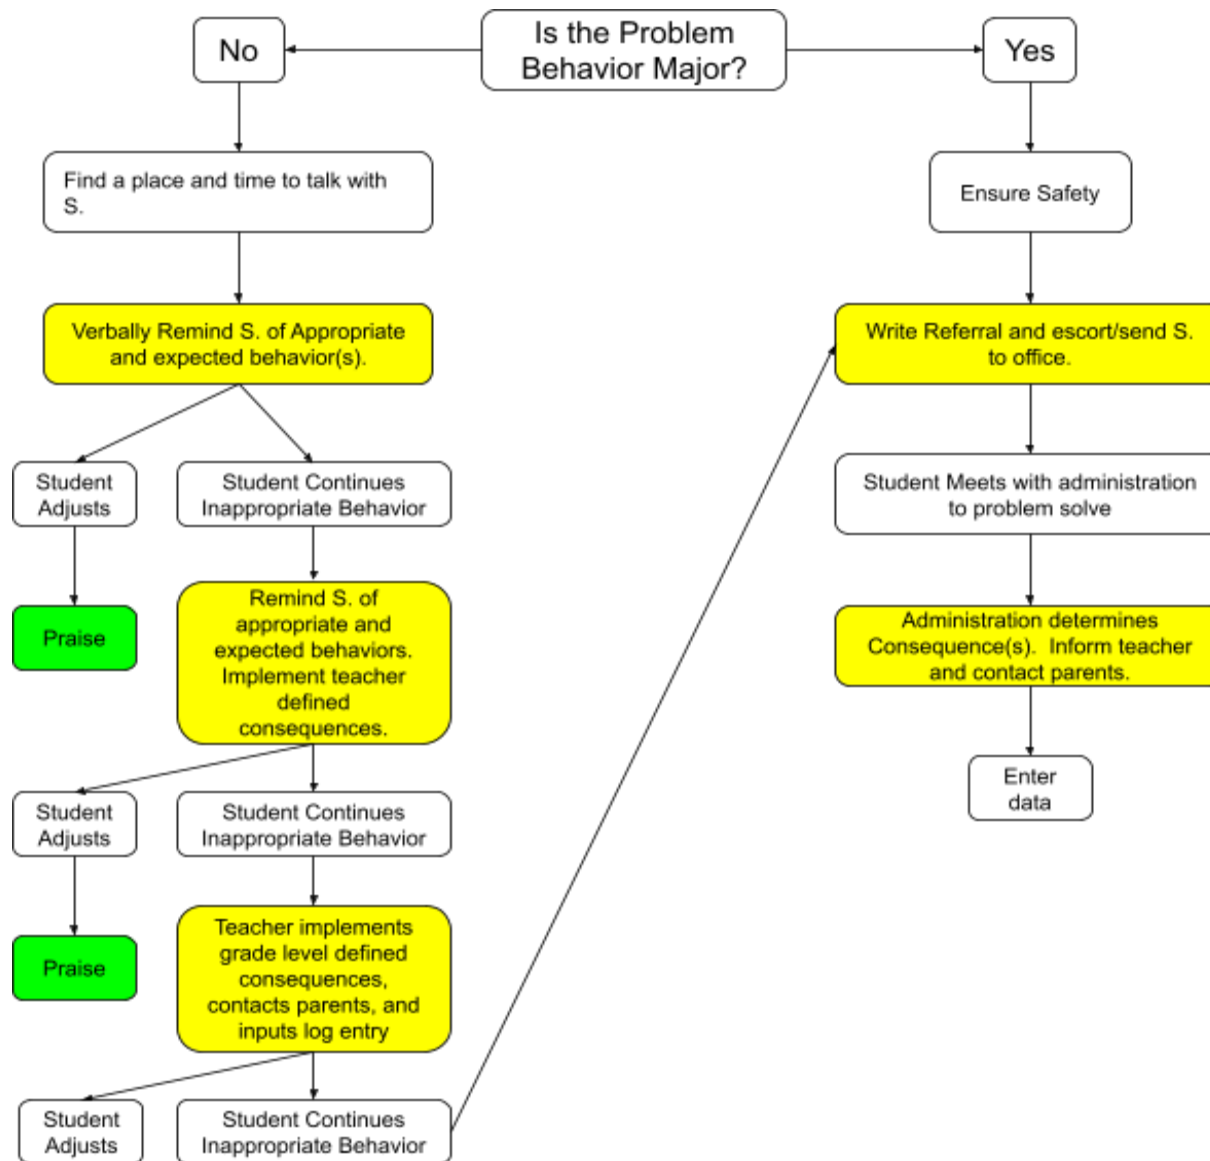 Is the Problem
Behavior Major?
No
Yes
Find a place and time to talk with
S.
Ensure Safety
Verbally Remind S. of Appropriate
and expected behavior(s).
Write Referral and escort/send S.
to office.
Student
Adjusts
Student Continues
Inappropriate Behavior
Student Meets with administration
to problem solve
Praise
Remind S. of
appropriate and
expected behaviors.
Implement teacher
defined
consequences.
Administration determines
Consequence(s).  Inform teacher
and contact parents.
Student
Adjusts
Student Continues
Inappropriate Behavior
Enter
data
Praise
Teacher implements
grade level defined
consequences,
contacts parents, and
inputs log entry
Student
Adjusts
Student Continues
Inappropriate Behavior